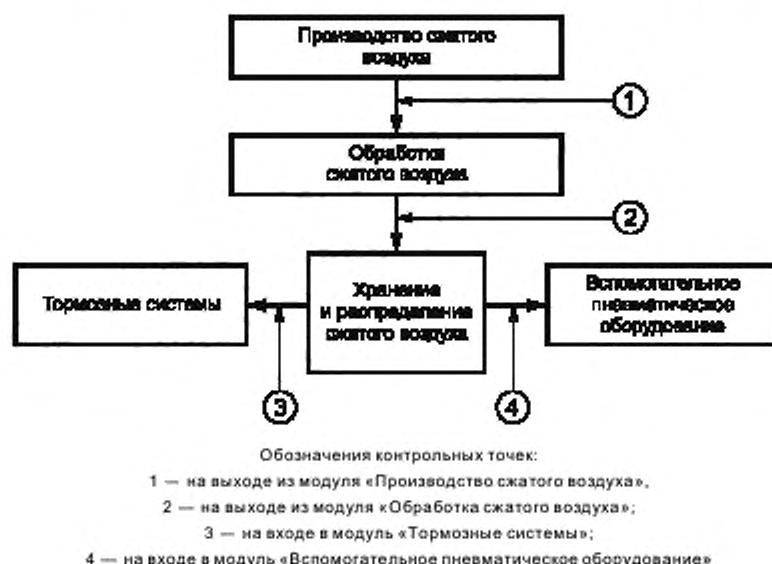 Производство сжатого
воздуха
1
Обработка
сжатого воздуха
2
Тормозные системы
Хранение
и распределение
сжатого воздуха
Вспомогательное
пневматическое
оборудование
3
4
Обозначения контрольных точек:
1 — на выходе из модуля «Производство сжатого воздуха»,
2 — на выходе из модуля «Обработка сжатого воздуха»;
3 — на входе в модуль «Тормозные системы»;
4 — на входе в модуль «Вспомогательное пневматическое оборудование»